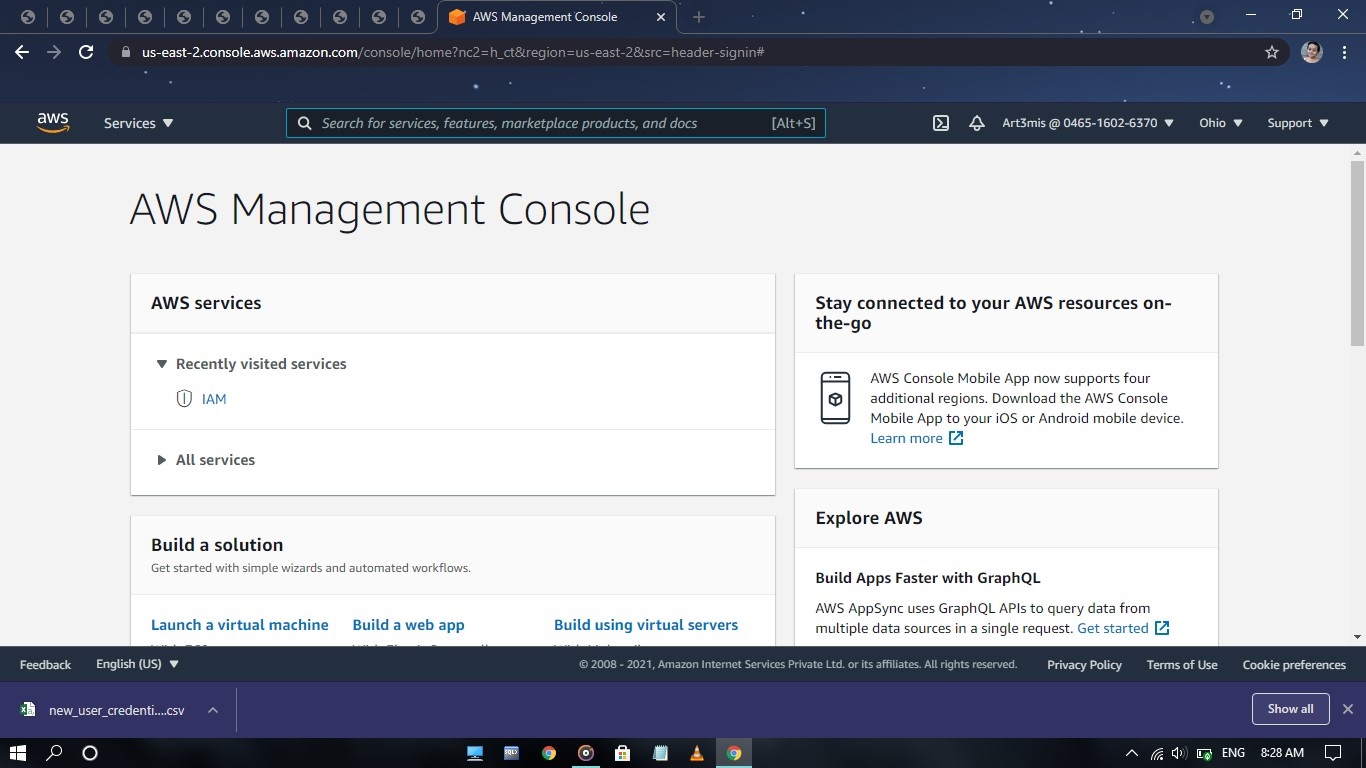 AWS Management Console
us-east-2.console.aws.amazon.com/console/home?nc2=h_ct&region=us-east-2&src=header-signin#
aws
Services
Search for services, features, marketplace products, and docs
[Alt+S]
Art3mis @ 0465-1602-6370
Ohio
Support
AWS Management Console
AWS services
Recently visited services
IAM
All services
Build a solution
Get started with simple wizards and automated workflows.
Launch a virtual machine
Build a web app
Build using virtual servers
Stay connected to your AWS resources on-
the-go
AWS Console Mobile App now supports four
additional regions. Download the AWS Console
Mobile App to your iOS or Android mobile device.
Learn more
Explore AWS
Build Apps Faster with GraphQL
AWS AppSync uses GraphQL APIs to query data from
multiple data sources in a single request. Get started
Feedback
English (US)
© 2008 - 2021, Amazon Internet Services Private Ltd. or its affiliates. All rights reserved.
Privacy Policy
Terms of Use
Cookie preferences
new_user_credenti....csv
Show all
ENG
8:28 AM